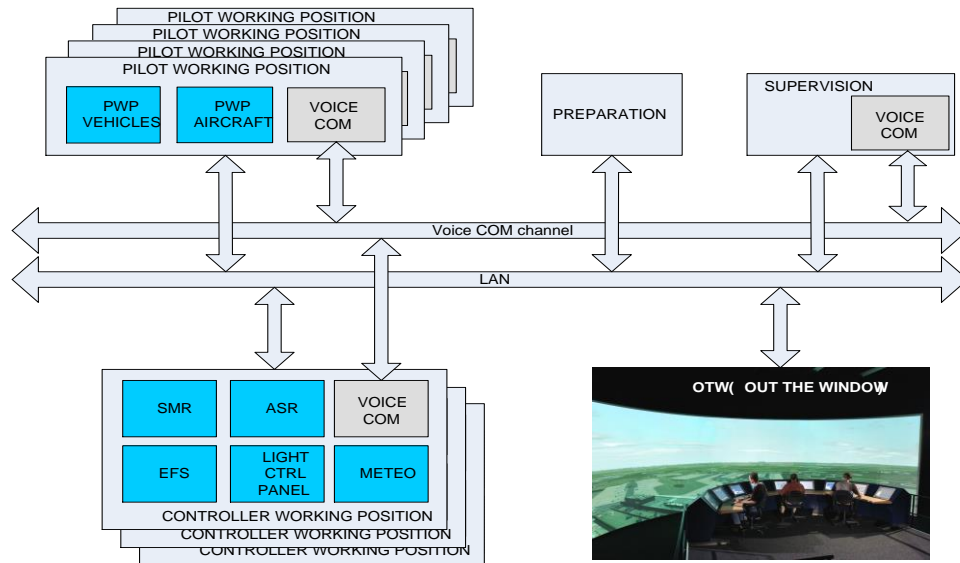 PILOT WORKING POSITION
PILOT WORKING POSITION
PILOT WORKING POSITION
PILOT WORKING POSITION
PWP
VEHICLES
PWP
AIRCRAFT
VOICE
COM
PREPARATION
SUPERVISION
VOICE
COM
Voice COM channel
LAN
SMR
ASR
VOICE
COM
EFS
LIGHT
CTRL
PANEL
METEO
CONTROLLER WORKING POSITION
CONTROLLER WORKING POSITION
CONTROLLER WORKING POSITION
OTW( OUT THE WINDOW)